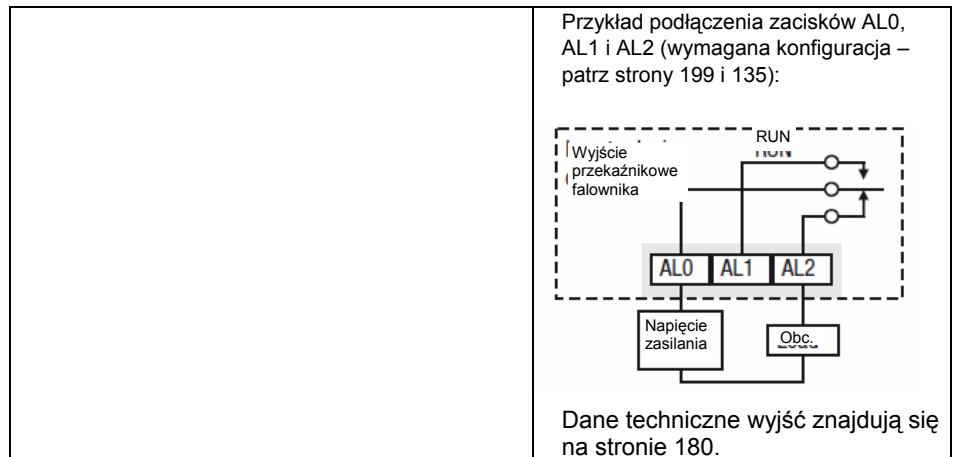 Przykład podłączenia zacisków AL0,
AL1 i AL2 (wymagana konfiguracja –
patrz strony 199 i 135):
RUN
Wyjście
przekaźnikowe
falownika
AL0 AL1 AL2
Napięcie
zasilania
Obc.
Dane techniczne wyjść znajdują się
na stronie 180.